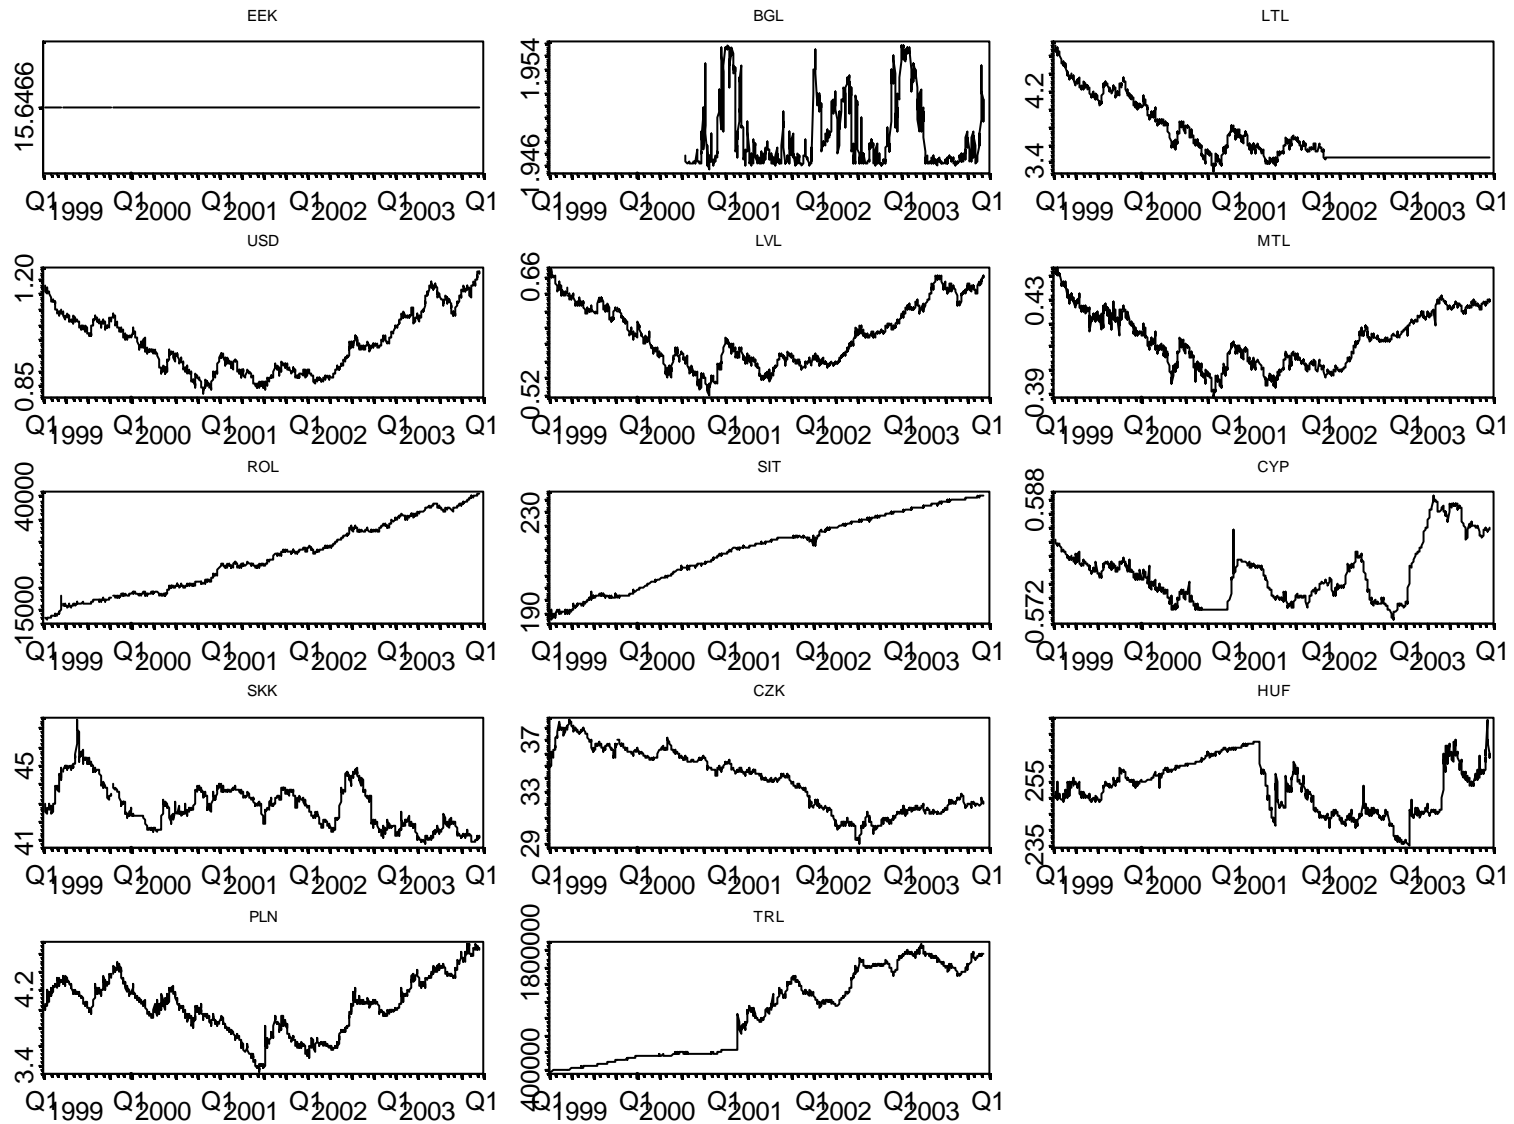 EEK
15.6466
Q1 1999 Q1 2000 Q1 2001 Q1 2002 Q1 2003 Q1
BGL
1.954
1.946
Q1 1999 Q1 2000 Q1 2001 Q1 2002 Q1 2003 Q1
LTL
4.2
3.4
Q1 1999 Q1 2000 Q1 2001 Q1 2002 Q1 2003 Q1
USD
1.20
0.85
Q1 1999 Q1 2000 Q1 2001 Q1 2002 Q1 2003 Q1
LVL
0.66
0.52
Q1 1999 Q1 2000 Q1 2001 Q1 2002 Q1 2003 Q1
MTL
0.43
0.39
Q1 1999 Q1 2000 Q1 2001 Q1 2002 Q1 2003 Q1
ROL
40000
15000
Q1 1999 Q1 2000 Q1 2001 Q1 2002 Q1 2003 Q1
SIT
230
190
Q1 1999 Q1 2000 Q1 2001 Q1 2002 Q1 2003 Q1
CYP
0.588
0.572
Q1 1999 Q1 2000 Q1 2001 Q1 2002 Q1 2003 Q1
SKK
45
41
Q1 1999 Q1 2000 Q1 2001 Q1 2002 Q1 2003 Q1
CZK
37
33
29
Q1 1999 Q1 2000 Q1 2001 Q1 2002 Q1 2003 Q1
HUF
255
235
Q1 1999 Q1 2000 Q1 2001 Q1 2002 Q1 2003 Q1
PLN
4.2
3.4
Q1 1999 Q1 2000 Q1 2001 Q1 2002 Q1 2003 Q1
TRL
1800000
400000
Q1 1999 Q1 2000 Q1 2001 Q1 2002 Q1 2003 Q1